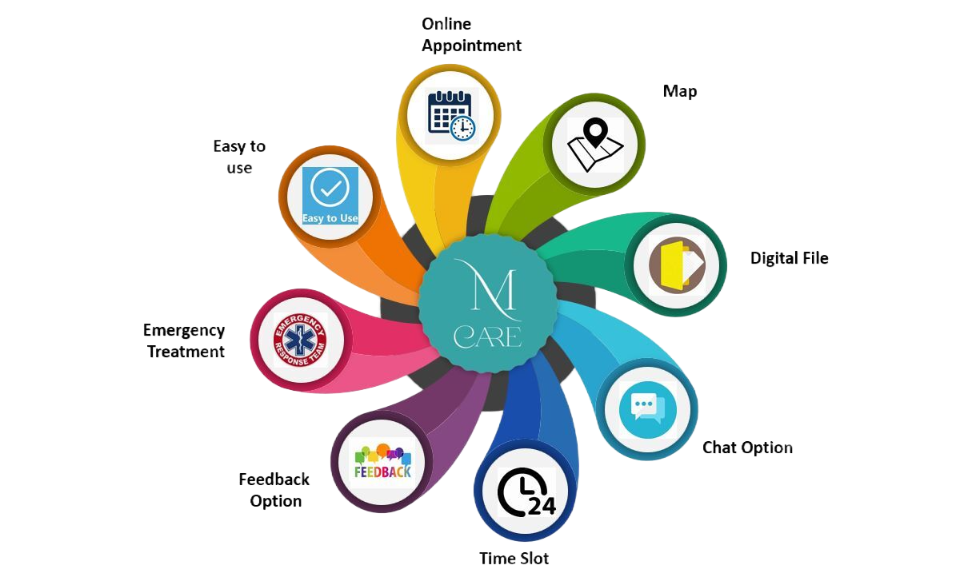 Online
Appointment
Map
Easy to
use
Easy to Use
Digital File
M
CARE
Emergency
Treatment
EMERGENCY
RESPONSE TEAM
Chat Option
Feedback
Option
FEEDBACK
24
Time Slot